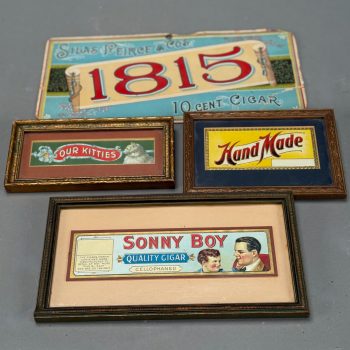 Silas Peirce & Co's
1815
10 Cent Cigar
OUR KITTIES
Hand Made
SONNY BOY
QUALITY CIGAR
CELLOPHANED